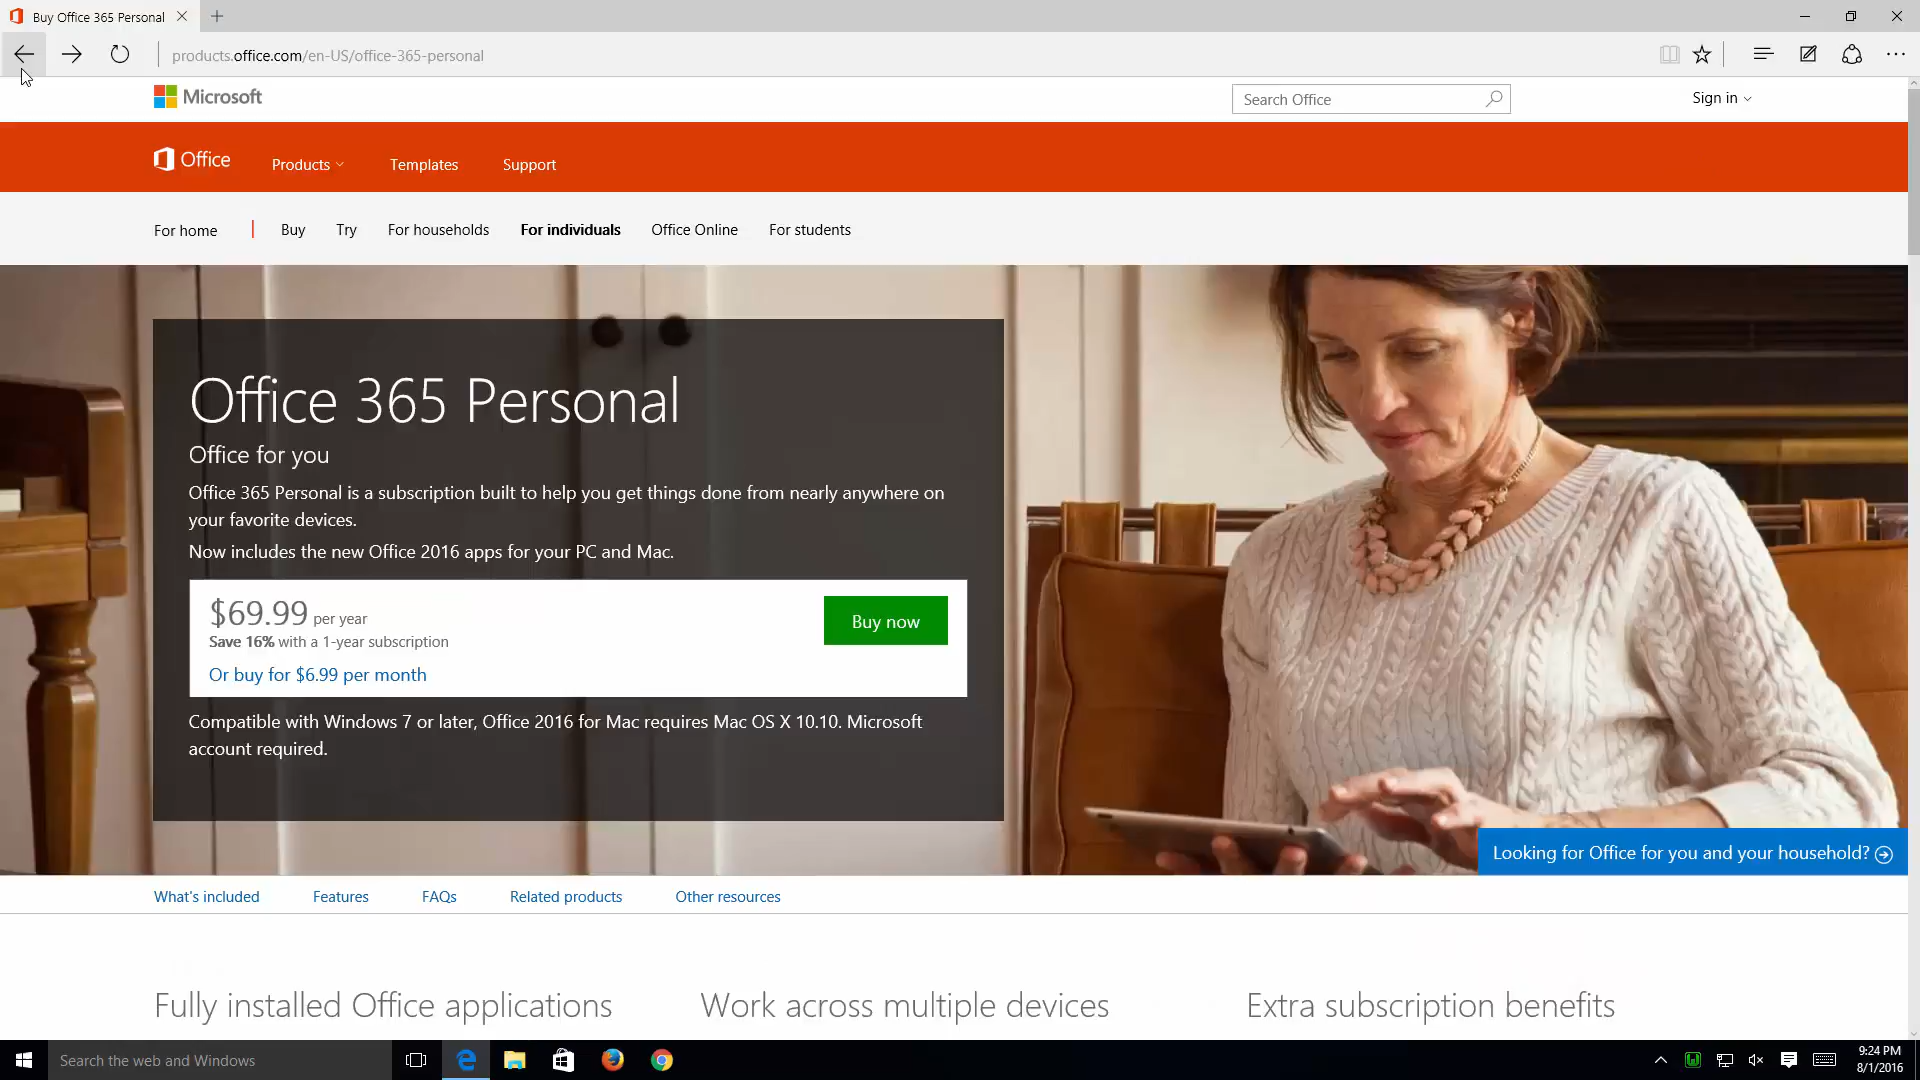 Buy Office 365 Personal
products.office.com/en-US/office-365-personal
Microsoft
Search Office
Sign in
Office
Products
Templates
Support
For home
Buy
Try
For households
For individuals
Office Online
For students
Office 365 Personal
Office for you
Office 365 Personal is a subscription built to help you get things done from nearly anywhere on
your favorite devices.
Now includes the new Office 2016 apps for your PC and Mac.
$69.99 per year
Save 16% with a 1-year subscription
Buy now
Or buy for $6.99 per month
Compatible with Windows 7 or later, Office 2016 for Mac requires Mac OS X 10.10. Microsoft
account required.
Looking for Office for you and your household?
What's included
Features
FAQs
Related products
Other resources
Fully installed Office applications
Work across multiple devices
Extra subscription benefits
Search the web and Windows
9:24 PM
8/1/2016